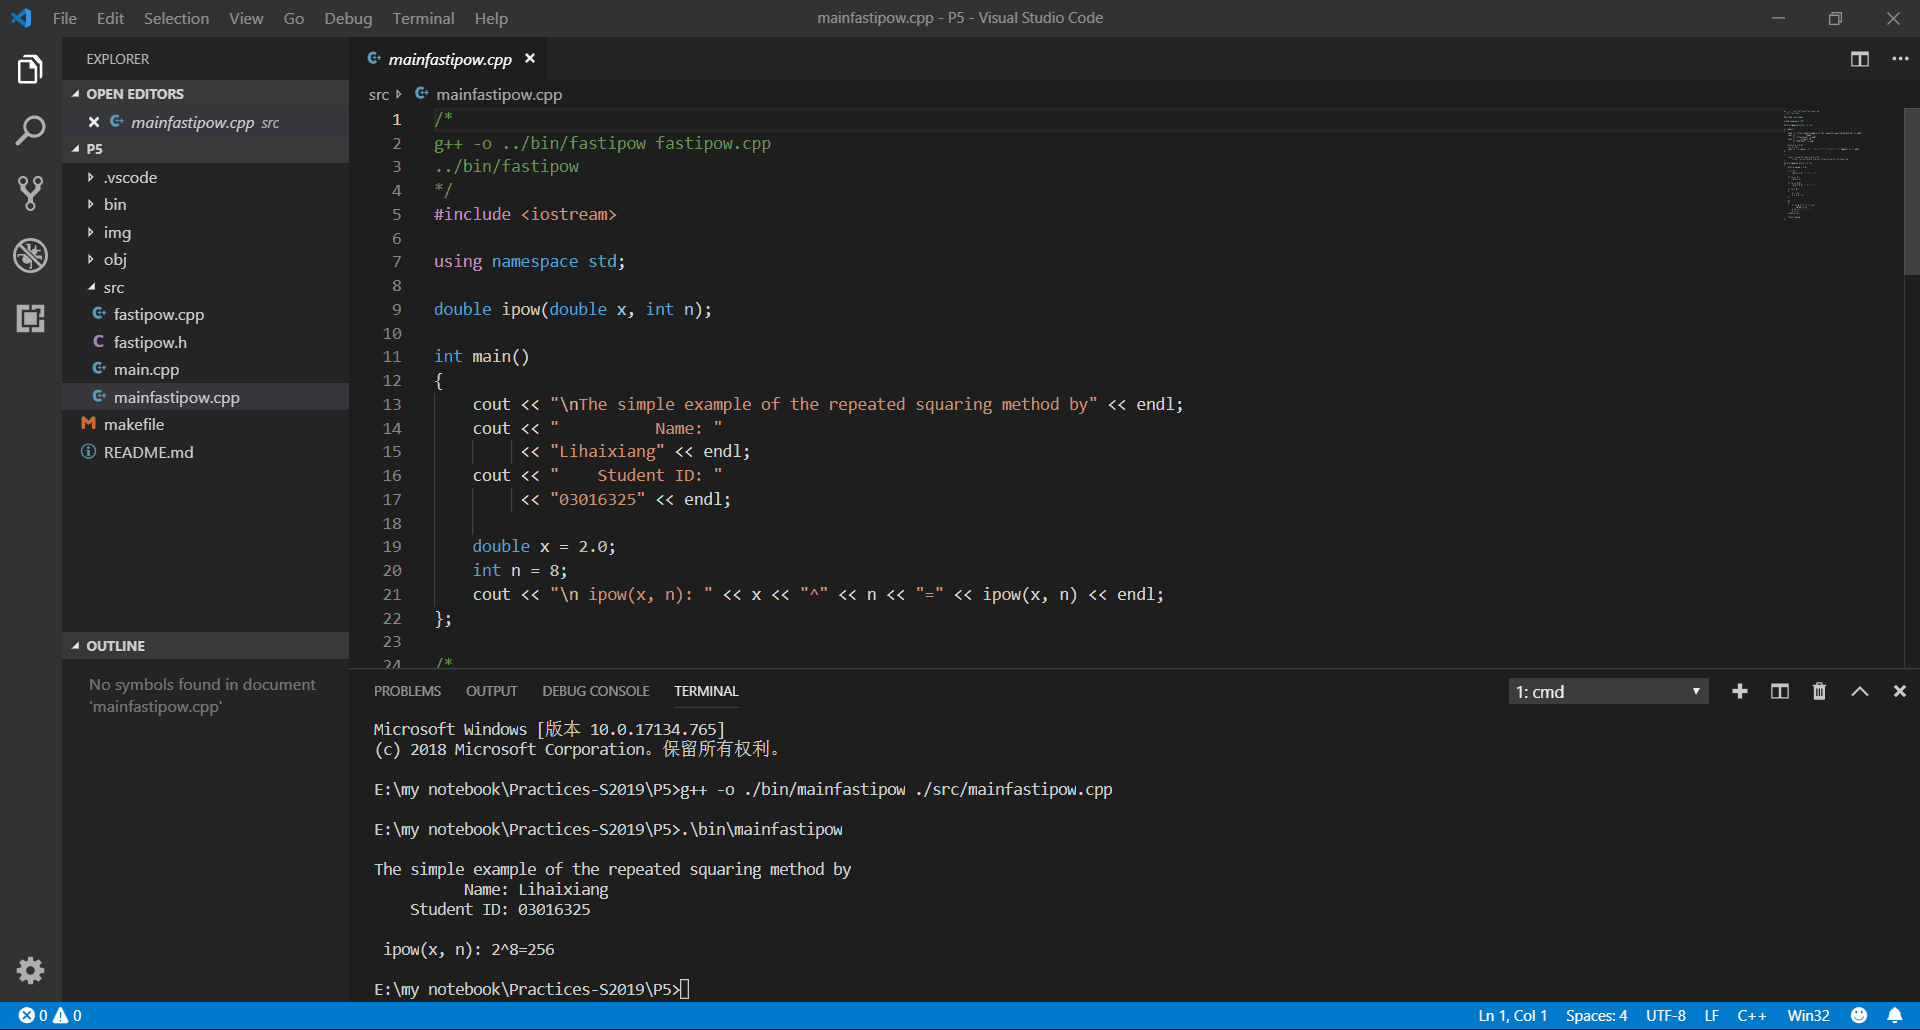 File Edit Selection View Go Debug Terminal Help
mainfastipow.cpp - P5 - Visual Studio Code
EXPLORER
OPEN EDITORS
mainfastipow.cpp src
P5
.vscode
bin
img
obj
src
fastipow.cpp
fastipow.h
main.cpp
mainfastipow.cpp
makefile
README.md
OUTLINE
No symbols found in document
'mainfastipow.cpp'
mainfastipow.cpp
src mainfastipow.cpp
1 /*
2 g++ -o ../bin/fastipow fastipow.cpp
3 ../bin/fastipow
4 */
5 #include <iostream>
6
7 using namespace std;
8
9 double ipow(double x, int n);
10
11 int main()
12 {
13     cout << "\nThe simple example of the repeated squaring method by" << endl;
14     cout << "          Name: "
15          << "Lihaixiang" << endl;
16     cout << "    Student ID: "
17          << "03016325" << endl;
18
19     double x = 2.0;
20     int n = 8;
21     cout << "\n ipow(x, n): " << x << "^" << n << "=" << ipow(x, n) << endl;
22 };
23
24 /*
PROBLEMS OUTPUT DEBUG CONSOLE TERMINAL
1: cmd
Microsoft Windows [版本 10.0.17134.765]
(c) 2018 Microsoft Corporation。保留所有权利。
E:\my notebook\Practices-S2019\P5>g++ -o ./bin/mainfastipow ./src/mainfastipow.cpp
E:\my notebook\Practices-S2019\P5>.\bin\mainfastipow
The simple example of the repeated squaring method by
          Name: Lihaixiang
    Student ID: 03016325
 ipow(x, n): 2^8=256
E:\my notebook\Practices-S2019\P5>
0 0
Ln 1, Col 1 Spaces: 4 UTF-8 LF C++ Win32